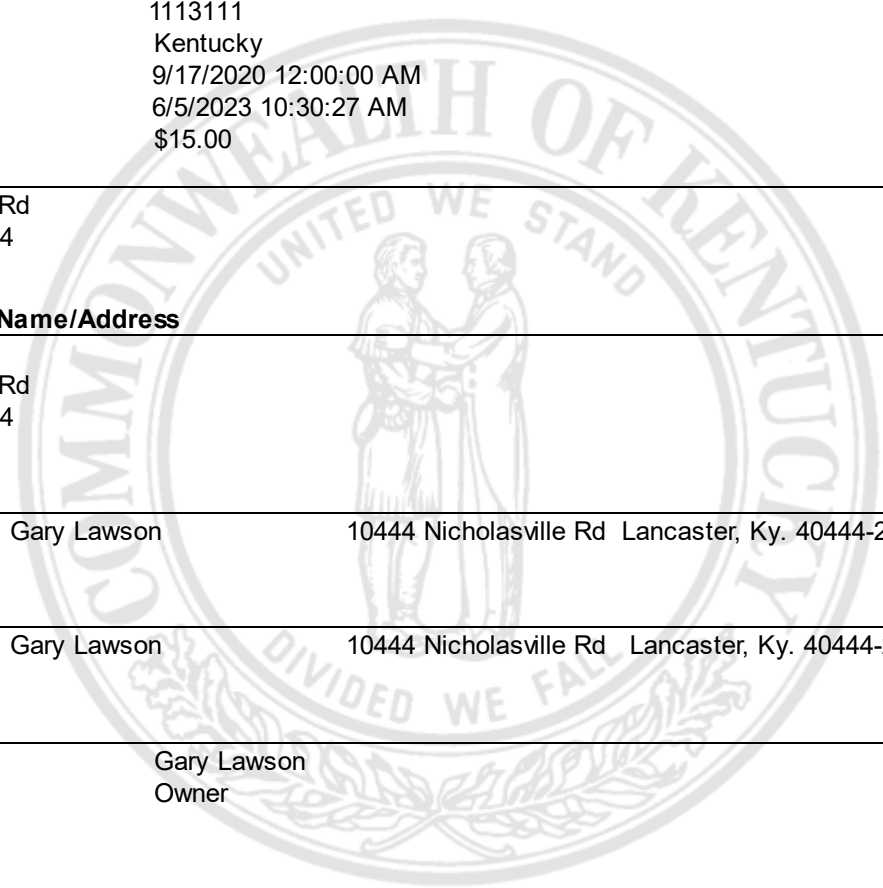 1113111
Kentucky
9/17/2020 12:00:00 AM
6/5/2023 10:30:27 AM
$15.00
Rd
4
Name/Address
Rd
4
Gary Lawson 10444 Nicholasville Rd Lancaster, Ky. 40444-2
Gary Lawson 10444 Nicholasville Rd Lancaster, Ky. 40444-
Gary Lawson
Owner
COMMONWEALTH OF KENTUCKY
UNITED WE STAND
DIVIDED WE FALL